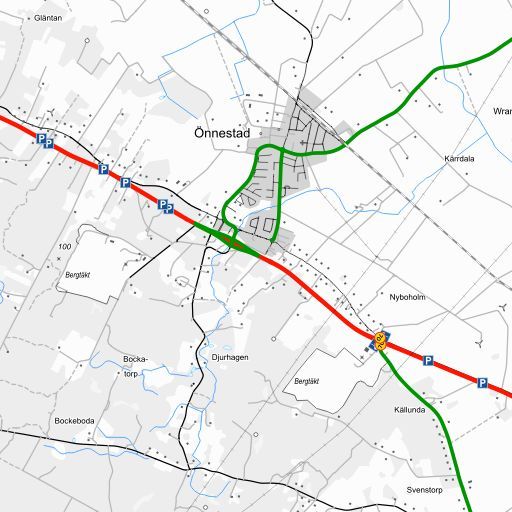 Gläntan
Wran
Önnestad
Kärrdala
P
P
P
P
P
P
100
Bergtäkt
Nyboholm
Bocka-
torp
Djurhagen
P
Bergtäkt
P
Bockeboda
Källunda
Svenstorp